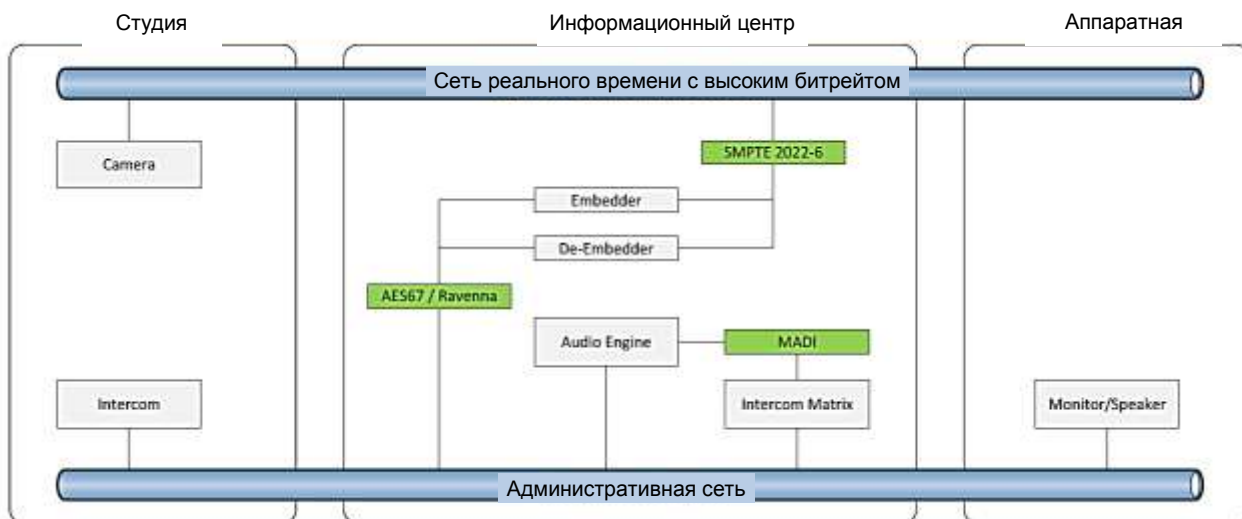 Студия
Информационный центр
Аппаратная
Сеть реального времени с высоким битрейтом
Camera
SMPTE 2022-6
Embedder
De-Embedder
AES67 / Ravenna
Audio Engine
MADI
Intercom
Intercom Matrix
Monitor/Speaker
Административная сеть